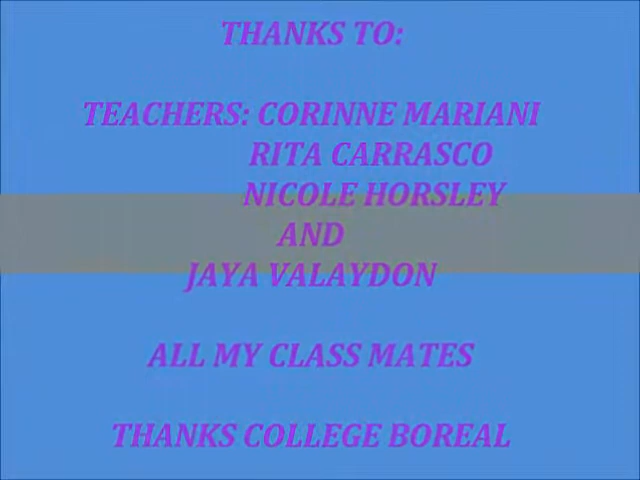 THANKS TO:
TEACHERS: CORINNE MARIANI
RITA CARRASCO
NICOLE HORSLEY
AND
JAYA VALAYDON
ALL MY CLASS MATES
THANKS COLLEGE BOREAL